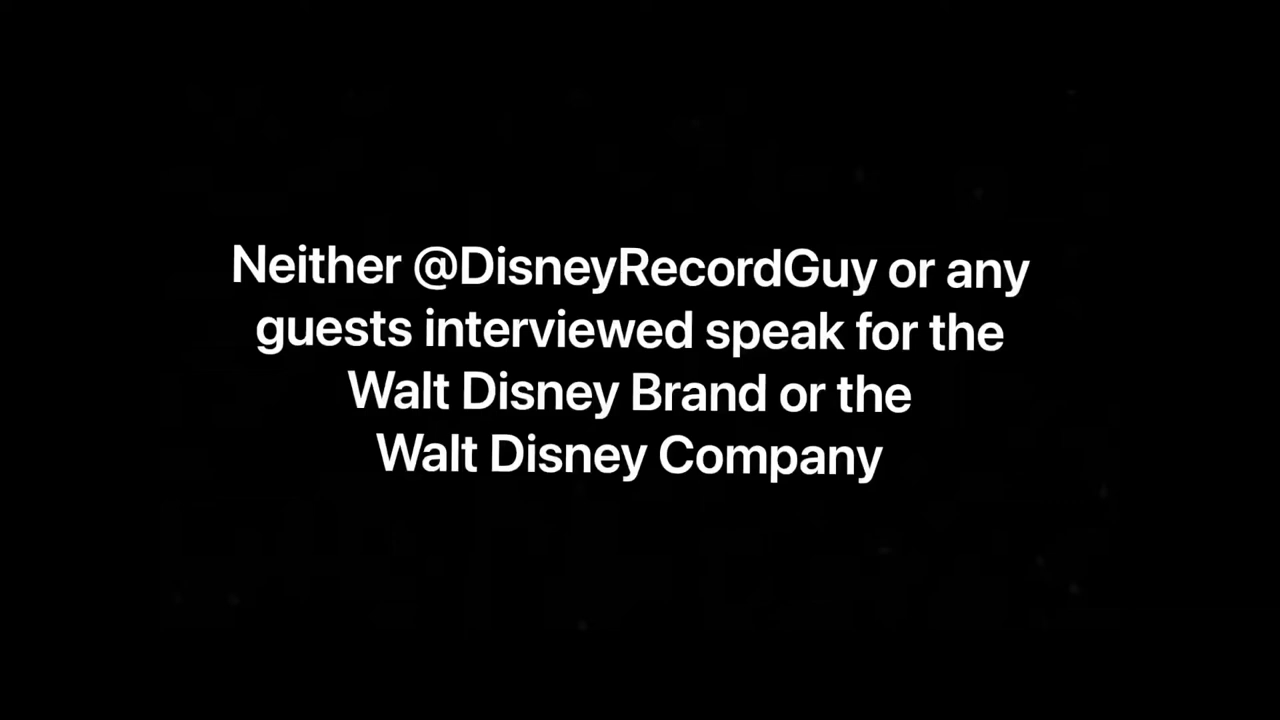 Neither @DisneyRecordGuy or any
guests interviewed speak for the
Walt Disney Brand or the
Walt Disney Company